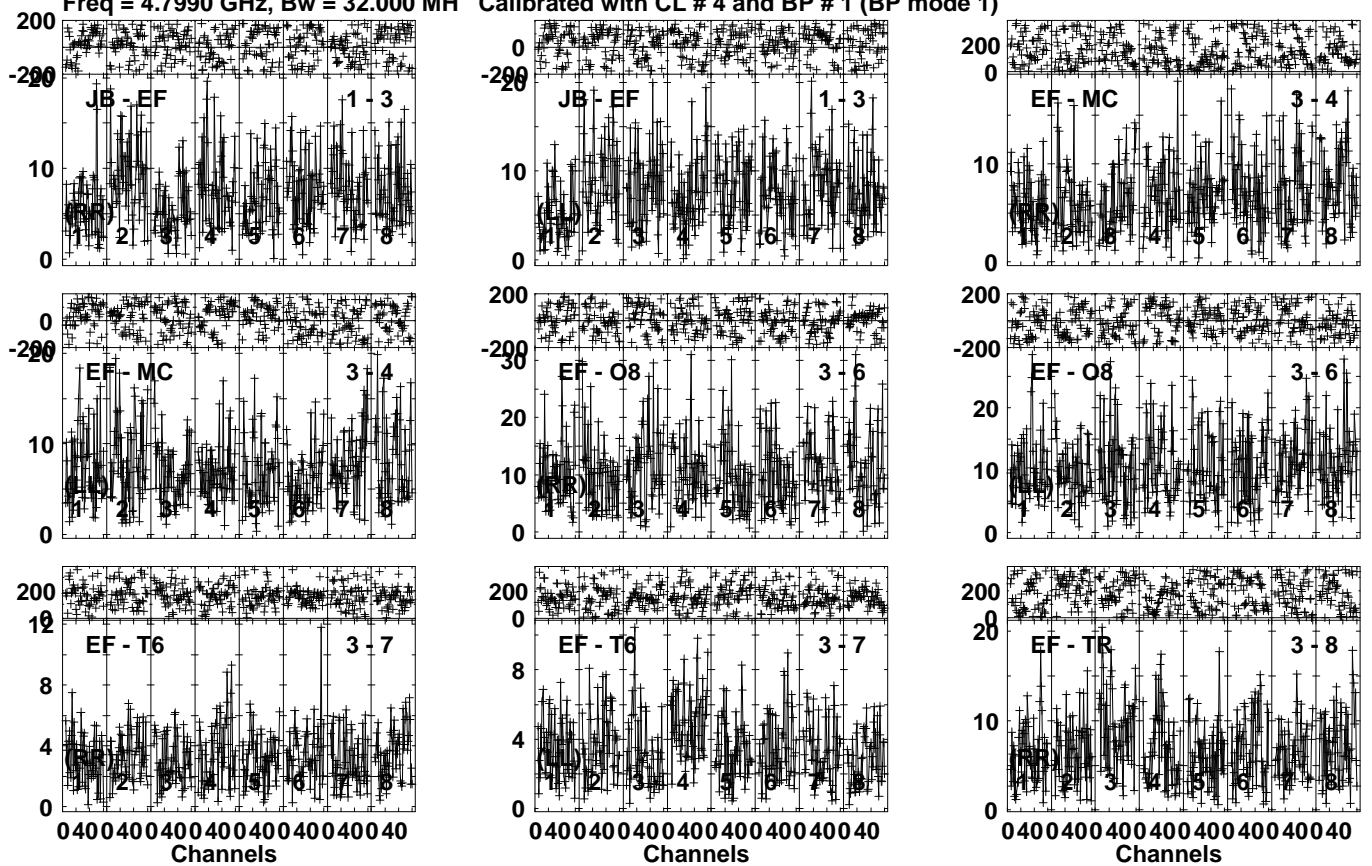 Freq = 4.7990 GHz, Bw = 32.000 MH Calibrated with CL # 4 and BP # 1 (BP mode 1)
200
-200
20
10
0
JB - EF 1 - 3
(RR)
1 2 3 4 5 6 7 8
0
-200
20
10
0
JB - EF 1 - 3
(LL)
1 2 3 4 5 6 7 8
200
0
10
0
EF - MC 3 - 4
(RR)
1 2 3 4 5 6 7 8
0
-200
20
10
0
EF - MC 3 - 4
(LL)
1 2 3 4 5 6 7 8
200
-200
30
20
10
0
EF - O8 3 - 6
(RR)
1 2 3 4 5 6 7 8
200
-200
20
10
0
EF - O8 3 - 6
(LL)
1 2 3 4 5 6 7 8
200
0
12
8
4
0
EF - T6 3 - 7
(RR)
1 2 3 4 5 6 7 8
0 40 0 40 0 40 0 40 0 40 0 40 0 40 0 40
Channels
200
0
8
4
0
EF - T6 3 - 7
(LL)
1 2 3 4 5 6 7 8
0 40 0 40 0 40 0 40 0 40 0 40 0 40 0 40
Channels
200
0
20
10
0
EF - TR 3 - 8
(RR)
1 2 3 4 5 6 7 8
0 40 0 40 0 40 0 40 0 40 0 40 0 40 0 40
Channels